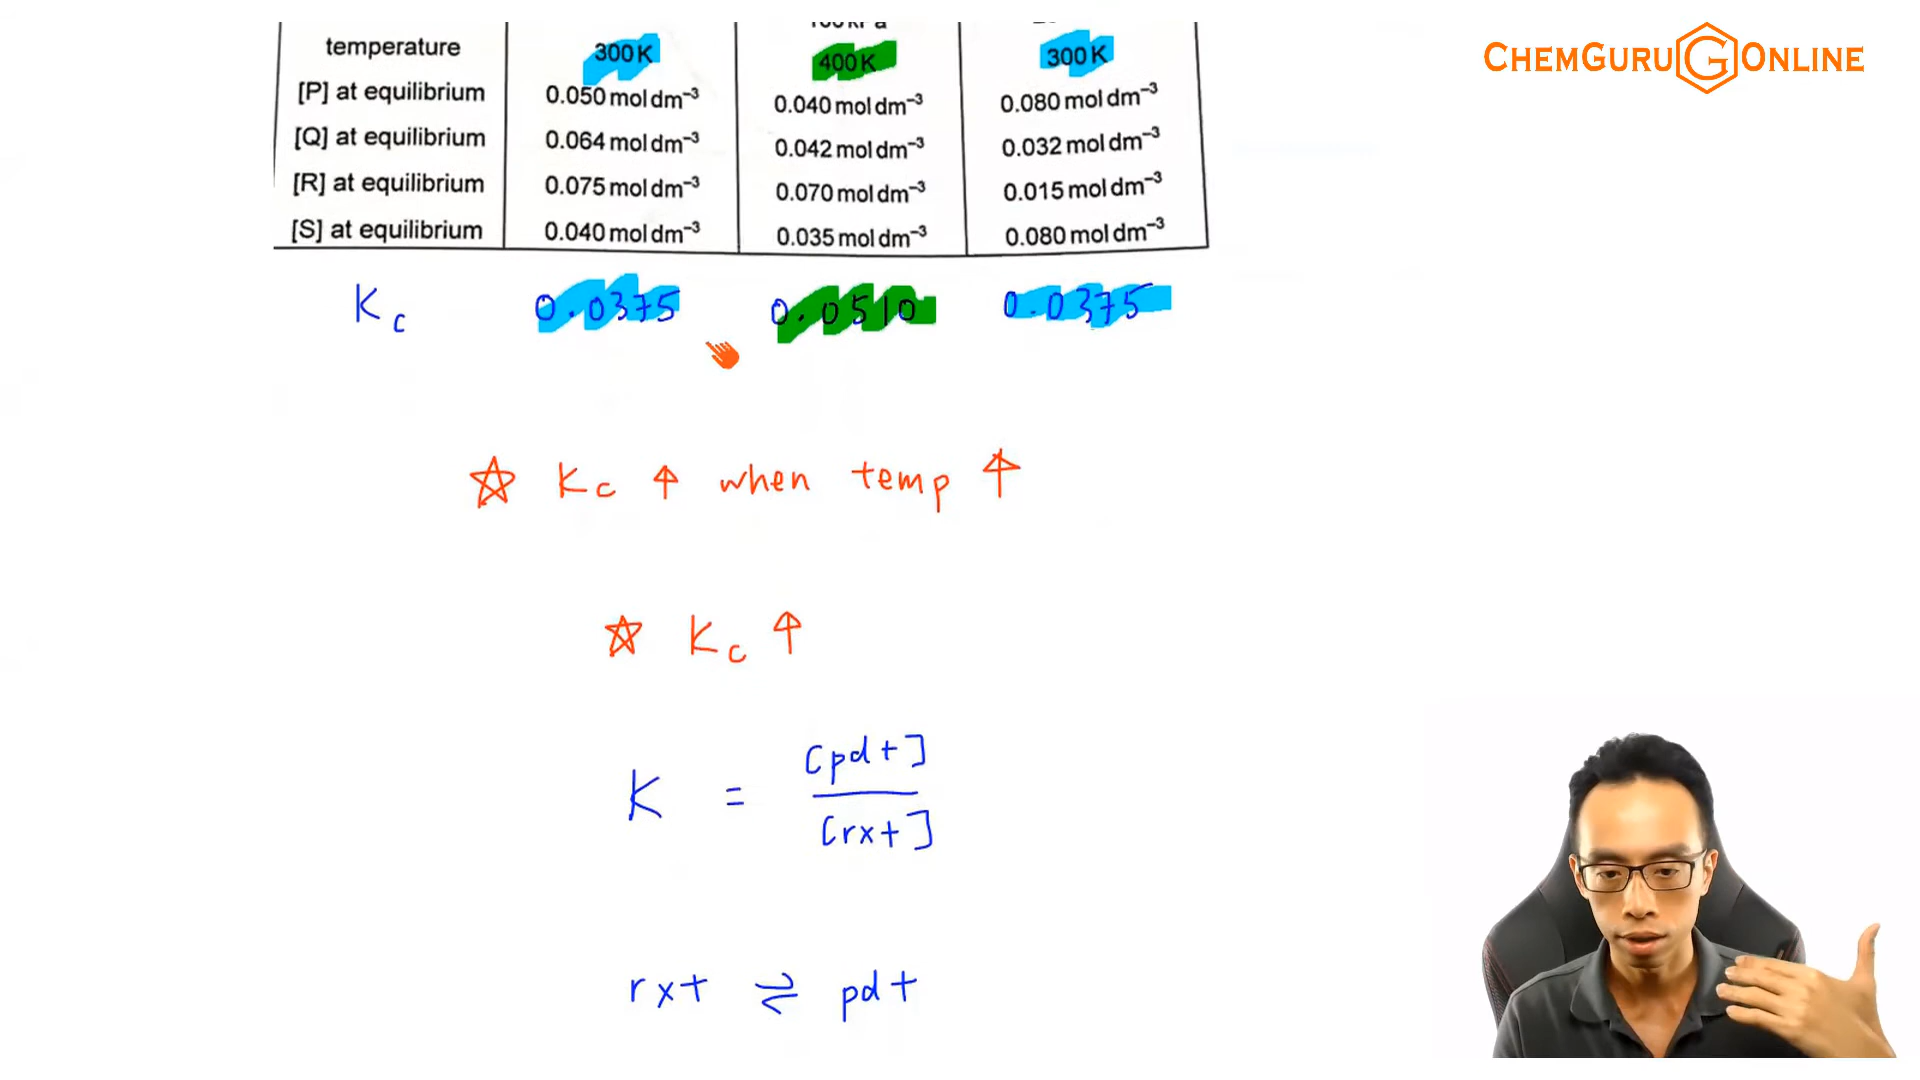 CHEMGURU G ONLINE
temperature 300 K 400 K 300 K
[P] at equilibrium 0.050 mol dm⁻³ 0.040 mol dm⁻³ 0.080 mol dm⁻³
[Q] at equilibrium 0.064 mol dm⁻³ 0.042 mol dm⁻³ 0.032 mol dm⁻³
[R] at equilibrium 0.075 mol dm⁻³ 0.070 mol dm⁻³ 0.015 mol dm⁻³
[S] at equilibrium 0.040 mol dm⁻³ 0.035 mol dm⁻³ 0.080 mol dm⁻³
Kc 0.0375 0.0510 0.0375
☆ Kc ↑ when temp ↑
☆ Kc ↑
K = [pdt]
[rxt]
rxt ⇌ pdt